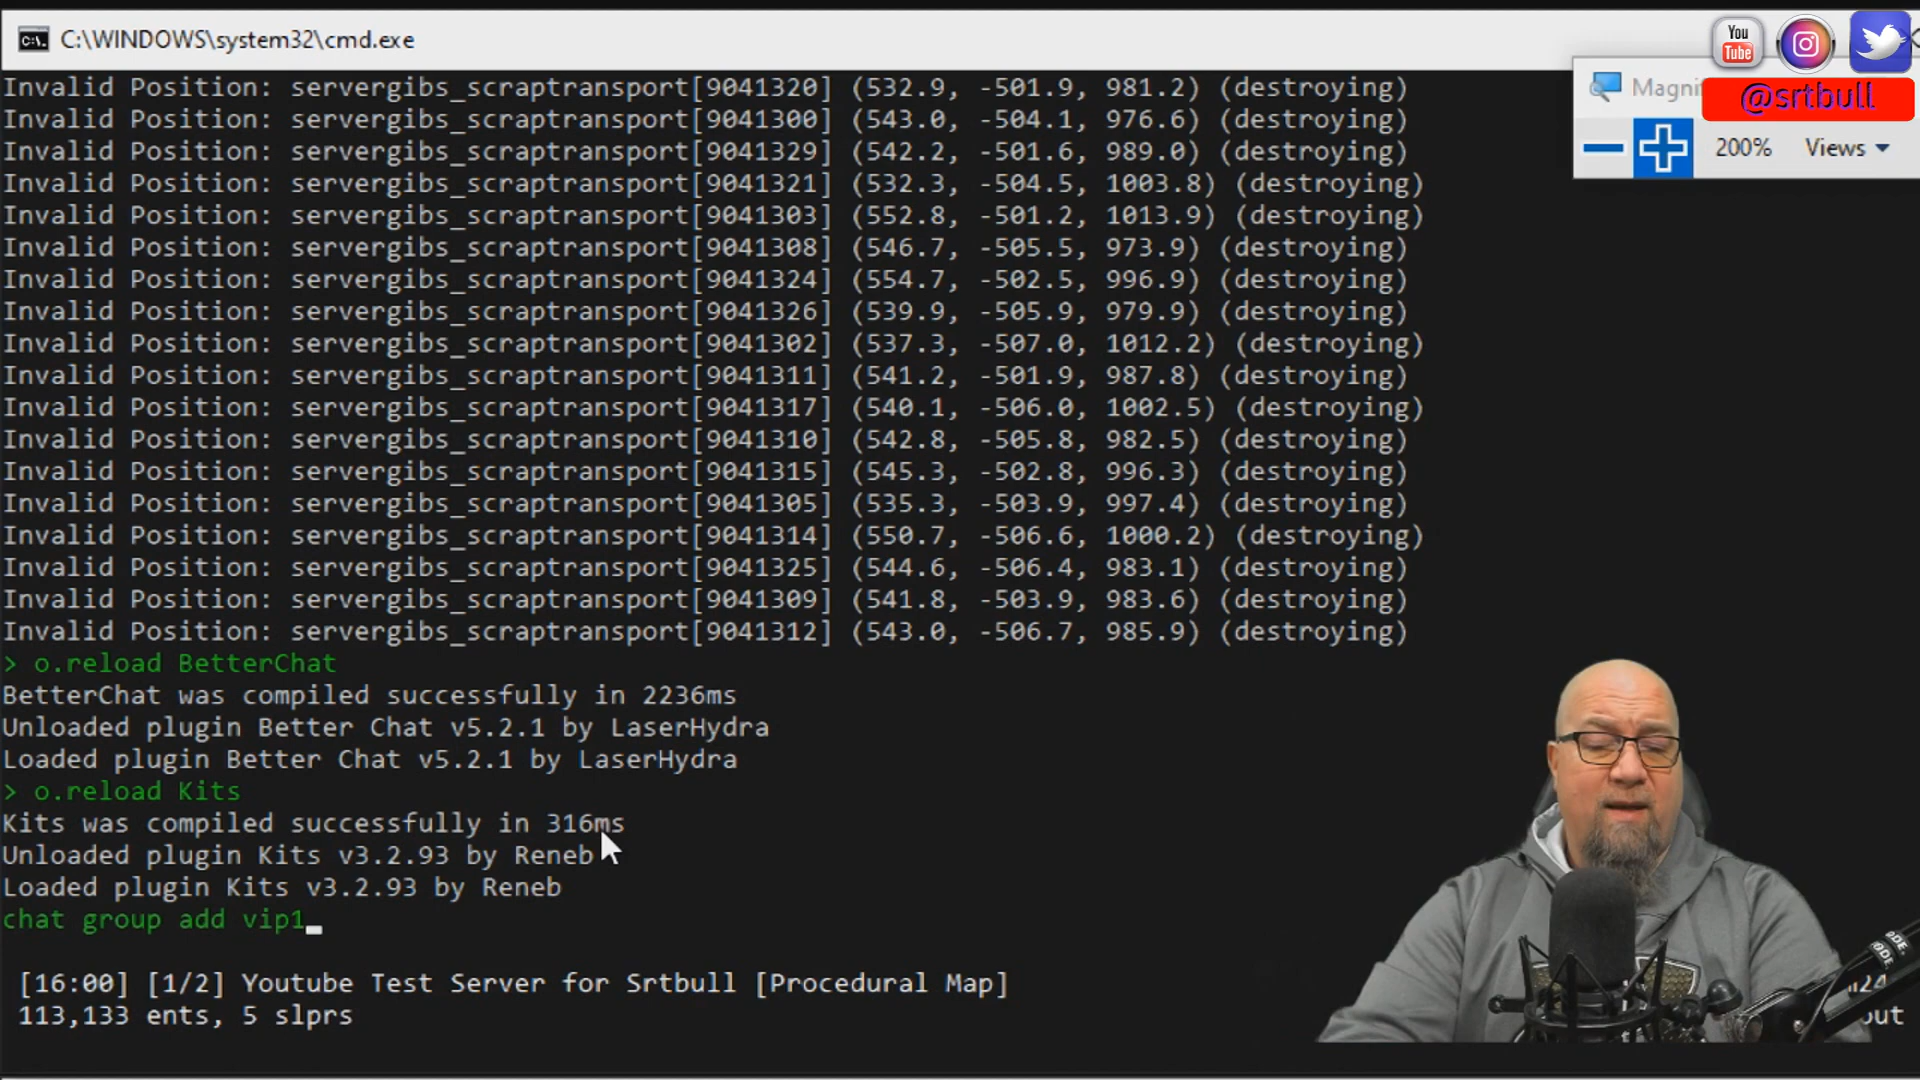 C:\WINDOWS\system32\cmd.exe
You
Tube
Magni
@srtbull
200% Views
Invalid Position: servergibs_scraptransport[9041320] (532.9, -501.9, 981.2) (destroying)
Invalid Position: servergibs_scraptransport[9041300] (543.0, -504.1, 976.6) (destroying)
Invalid Position: servergibs_scraptransport[9041329] (542.2, -501.6, 989.0) (destroying)
Invalid Position: servergibs_scraptransport[9041321] (532.3, -504.5, 1003.8) (destroying)
Invalid Position: servergibs_scraptransport[9041303] (552.8, -501.2, 1013.9) (destroying)
Invalid Position: servergibs_scraptransport[9041308] (546.7, -505.5, 973.9) (destroying)
Invalid Position: servergibs_scraptransport[9041324] (554.7, -502.5, 996.9) (destroying)
Invalid Position: servergibs_scraptransport[9041326] (539.9, -505.9, 979.9) (destroying)
Invalid Position: servergibs_scraptransport[9041302] (537.3, -507.0, 1012.2) (destroying)
Invalid Position: servergibs_scraptransport[9041311] (541.2, -501.9, 987.8) (destroying)
Invalid Position: servergibs_scraptransport[9041317] (540.1, -506.0, 1002.5) (destroying)
Invalid Position: servergibs_scraptransport[9041310] (542.8, -505.8, 982.5) (destroying)
Invalid Position: servergibs_scraptransport[9041315] (545.3, -502.8, 996.3) (destroying)
Invalid Position: servergibs_scraptransport[9041305] (535.3, -503.9, 997.4) (destroying)
Invalid Position: servergibs_scraptransport[9041314] (550.7, -506.6, 1000.2) (destroying)
Invalid Position: servergibs_scraptransport[9041325] (544.6, -506.4, 983.1) (destroying)
Invalid Position: servergibs_scraptransport[9041309] (541.8, -503.9, 983.6) (destroying)
Invalid Position: servergibs_scraptransport[9041312] (543.0, -506.7, 985.9) (destroying)
> o.reload BetterChat
BetterChat was compiled successfully in 2236ms
Unloaded plugin Better Chat v5.2.1 by LaserHydra
Loaded plugin Better Chat v5.2.1 by LaserHydra
> o.reload Kits
Kits was compiled successfully in 316ms
Unloaded plugin Kits v3.2.93 by Reneb
Loaded plugin Kits v3.2.93 by Reneb
chat group add vip1_
[16:00] [1/2] Youtube Test Server for Srtbull [Procedural Map]
113,133 ents, 5 slprs
out